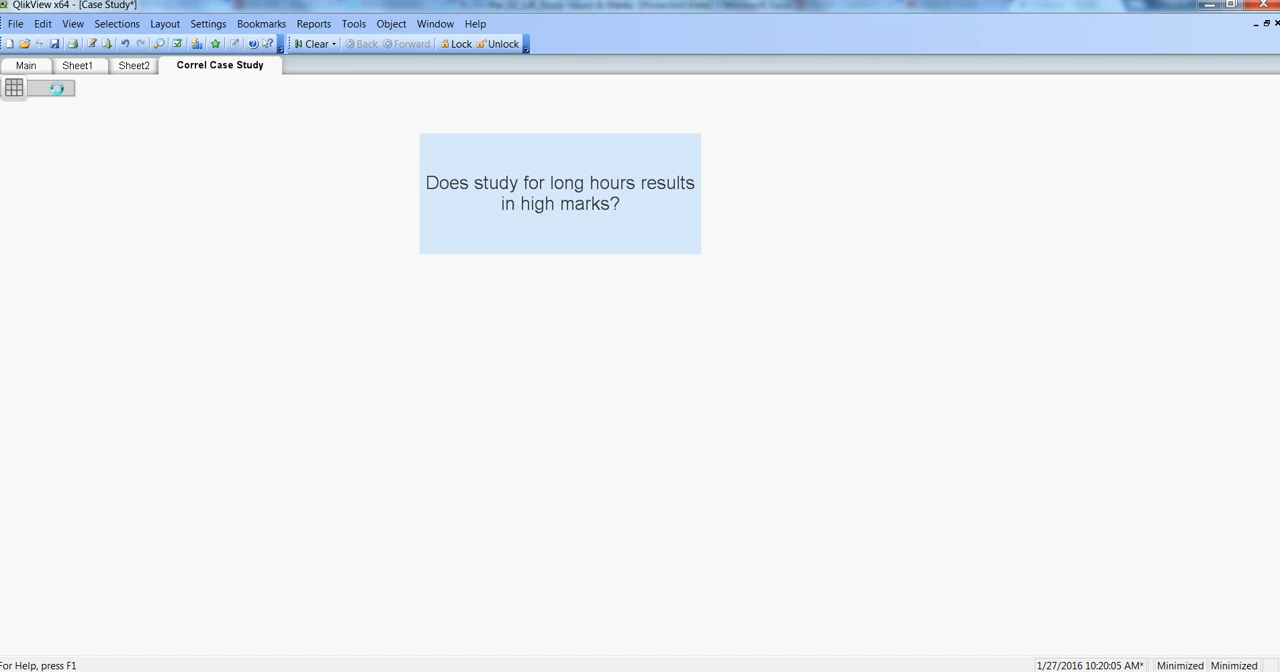 QlikView x64 - [Case Study*]
File Edit View Selections Layout Settings Bookmarks Reports Tools Object Window Help
Clear Back Forward Lock Unlock
Main Sheet1 Sheet2 Correl Case Study
Does study for long hours results
in high marks?
For Help, press F1 1/27/2016 10:20:05 AM* Minimized Minimized